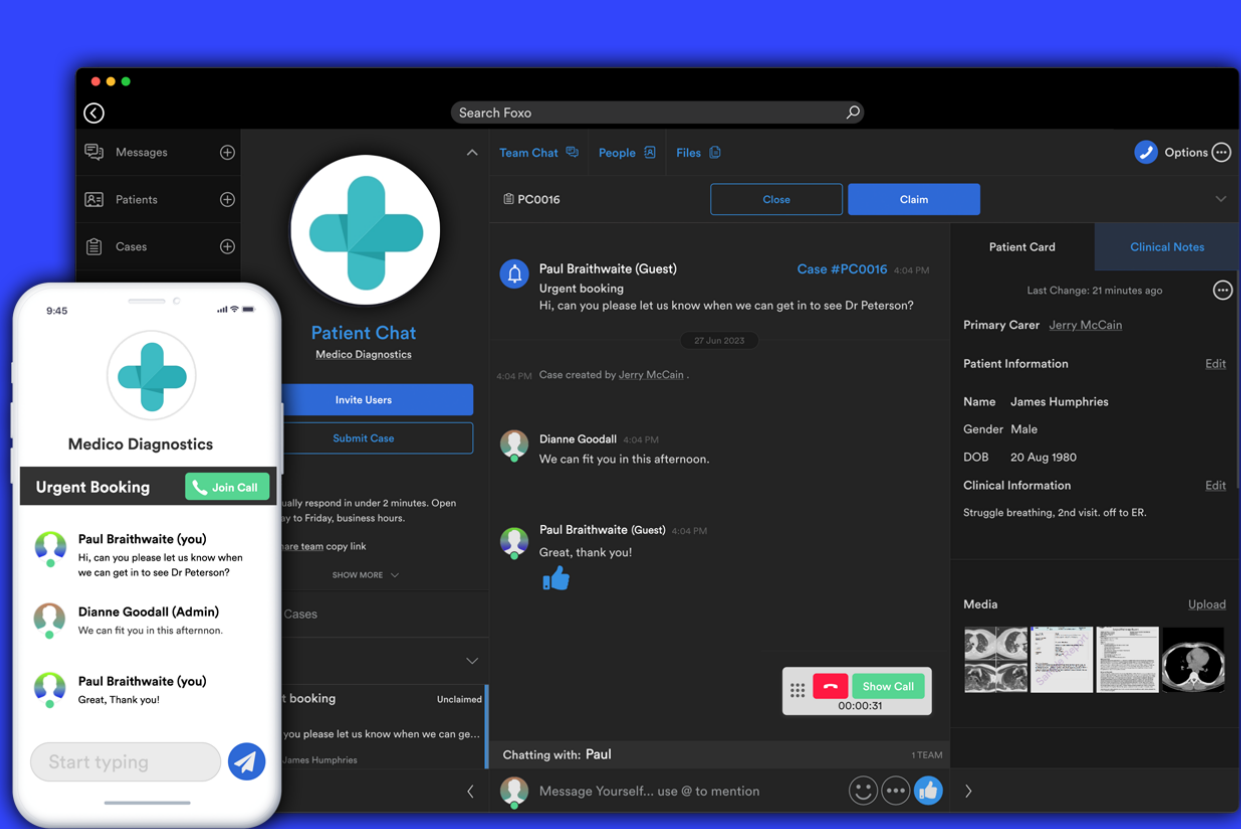 Search Foxo
Messages
Patients
Cases
Patient Chat
Medico Diagnostics
Invite Users
Submit Case
ually respond in under 2 minutes. Open
ay to Friday, business hours.
are team copy link
SHOW MORE
Cases
t booking
Unclaimed
you please let us know when we can ge...
James Humphries
Team Chat
People
Files
Options
PC0016
Close
Claim
Paul Braithwaite (Guest)
Case #PC0016 4:04 PM
Urgent booking
Hi, can you please let us know when we can get in to see Dr Peterson?
27 Jun 2023
4:04 PM Case created by Jerry McCain .
Dianne Goodall 4:04 PM
We can fit you in this afternoon.
Paul Braithwaite (Guest) 4:04 PM
Great, thank you!
Show Call
00:00:31
Chatting with: Paul
1 TEAM
Message Yourself... use @ to mention
Patient Card
Clinical Notes
Last Change: 21 minutes ago
Primary Carer Jerry McCain
Patient Information
Edit
Name James Humphries
Gender Male
DOB 20 Aug 1980
Clinical Information
Edit
Struggle breathing, 2nd visit. off to ER.
Media
Upload
9:45
Medico Diagnostics
Urgent Booking
Join Call
Paul Braithwaite (you)
Hi, can you please let us know when
we can get in to see Dr Peterson?
Dianne Goodall (Admin)
We can fit you in this afternnon.
Paul Braithwaite (you)
Great, Thank you!
Start typing